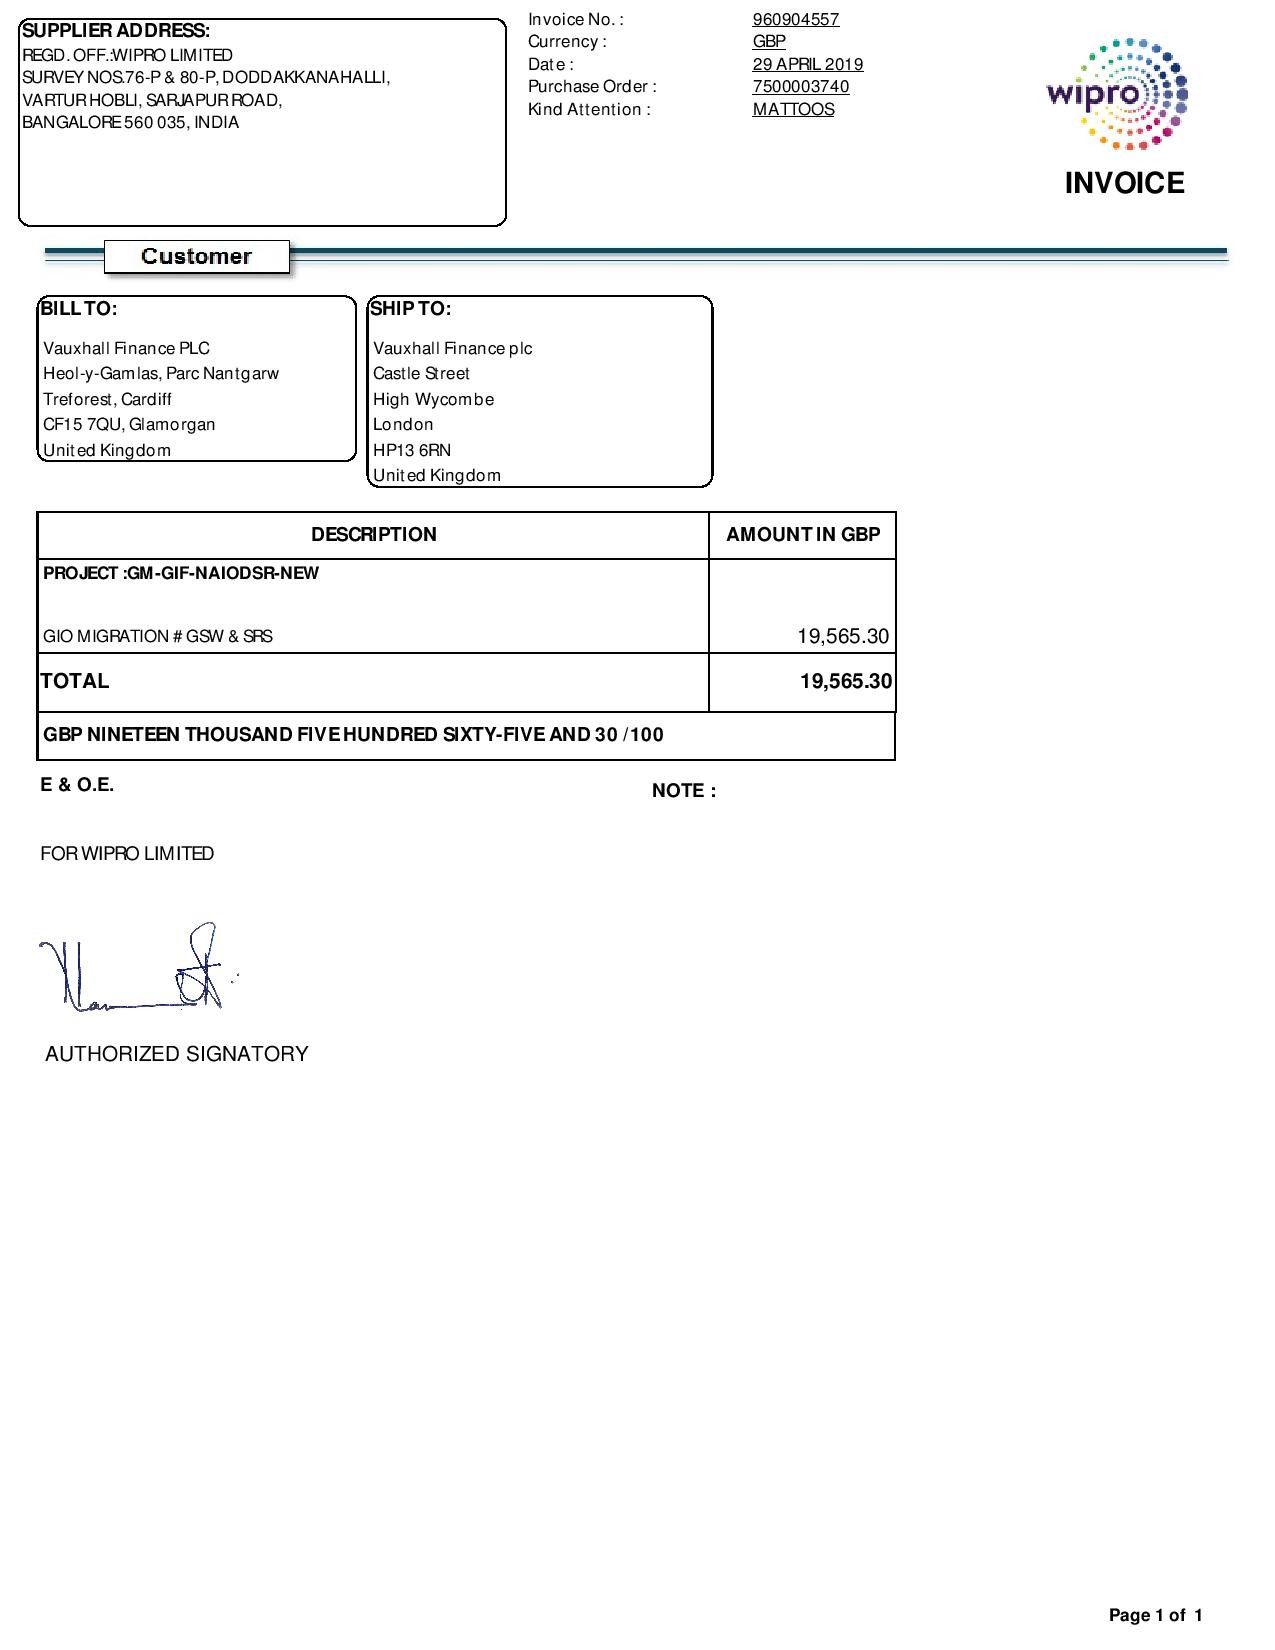 SUPPLIER ADDRESS:
REGD. OFF.:WIPRO LIMITED
SURVEY NOS.76-P & 80-P, DODDAKKANAHALLI,
VARTUR HOBLI, SARJAPUR ROAD,
BANGALORE 560 035, INDIA
Invoice No. : 960904557
Currency : GBP
Date : 29 APRIL 2019
Purchase Order : 7500003740
Kind Attention : MATTOOS
wipro
INVOICE
Customer
BILL TO:
Vauxhall Finance PLC
Heol-y-Gamlas, Parc Nantgarw
Treforest, Cardiff
CF15 7QU, Glamorgan
United Kingdom
SHIP TO:
Vauxhall Finance plc
Castle Street
High Wycombe
London
HP13 6RN
United Kingdom
DESCRIPTION AMOUNT IN GBP
PROJECT :GM-GIF-NAIODSR-NEW
GIO MIGRATION # GSW & SRS 19,565.30
TOTAL 19,565.30
GBP NINETEEN THOUSAND FIVE HUNDRED SIXTY-FIVE AND 30 /100
E & O.E.
NOTE :
FOR WIPRO LIMITED
AUTHORIZED SIGNATORY
Page 1 of 1